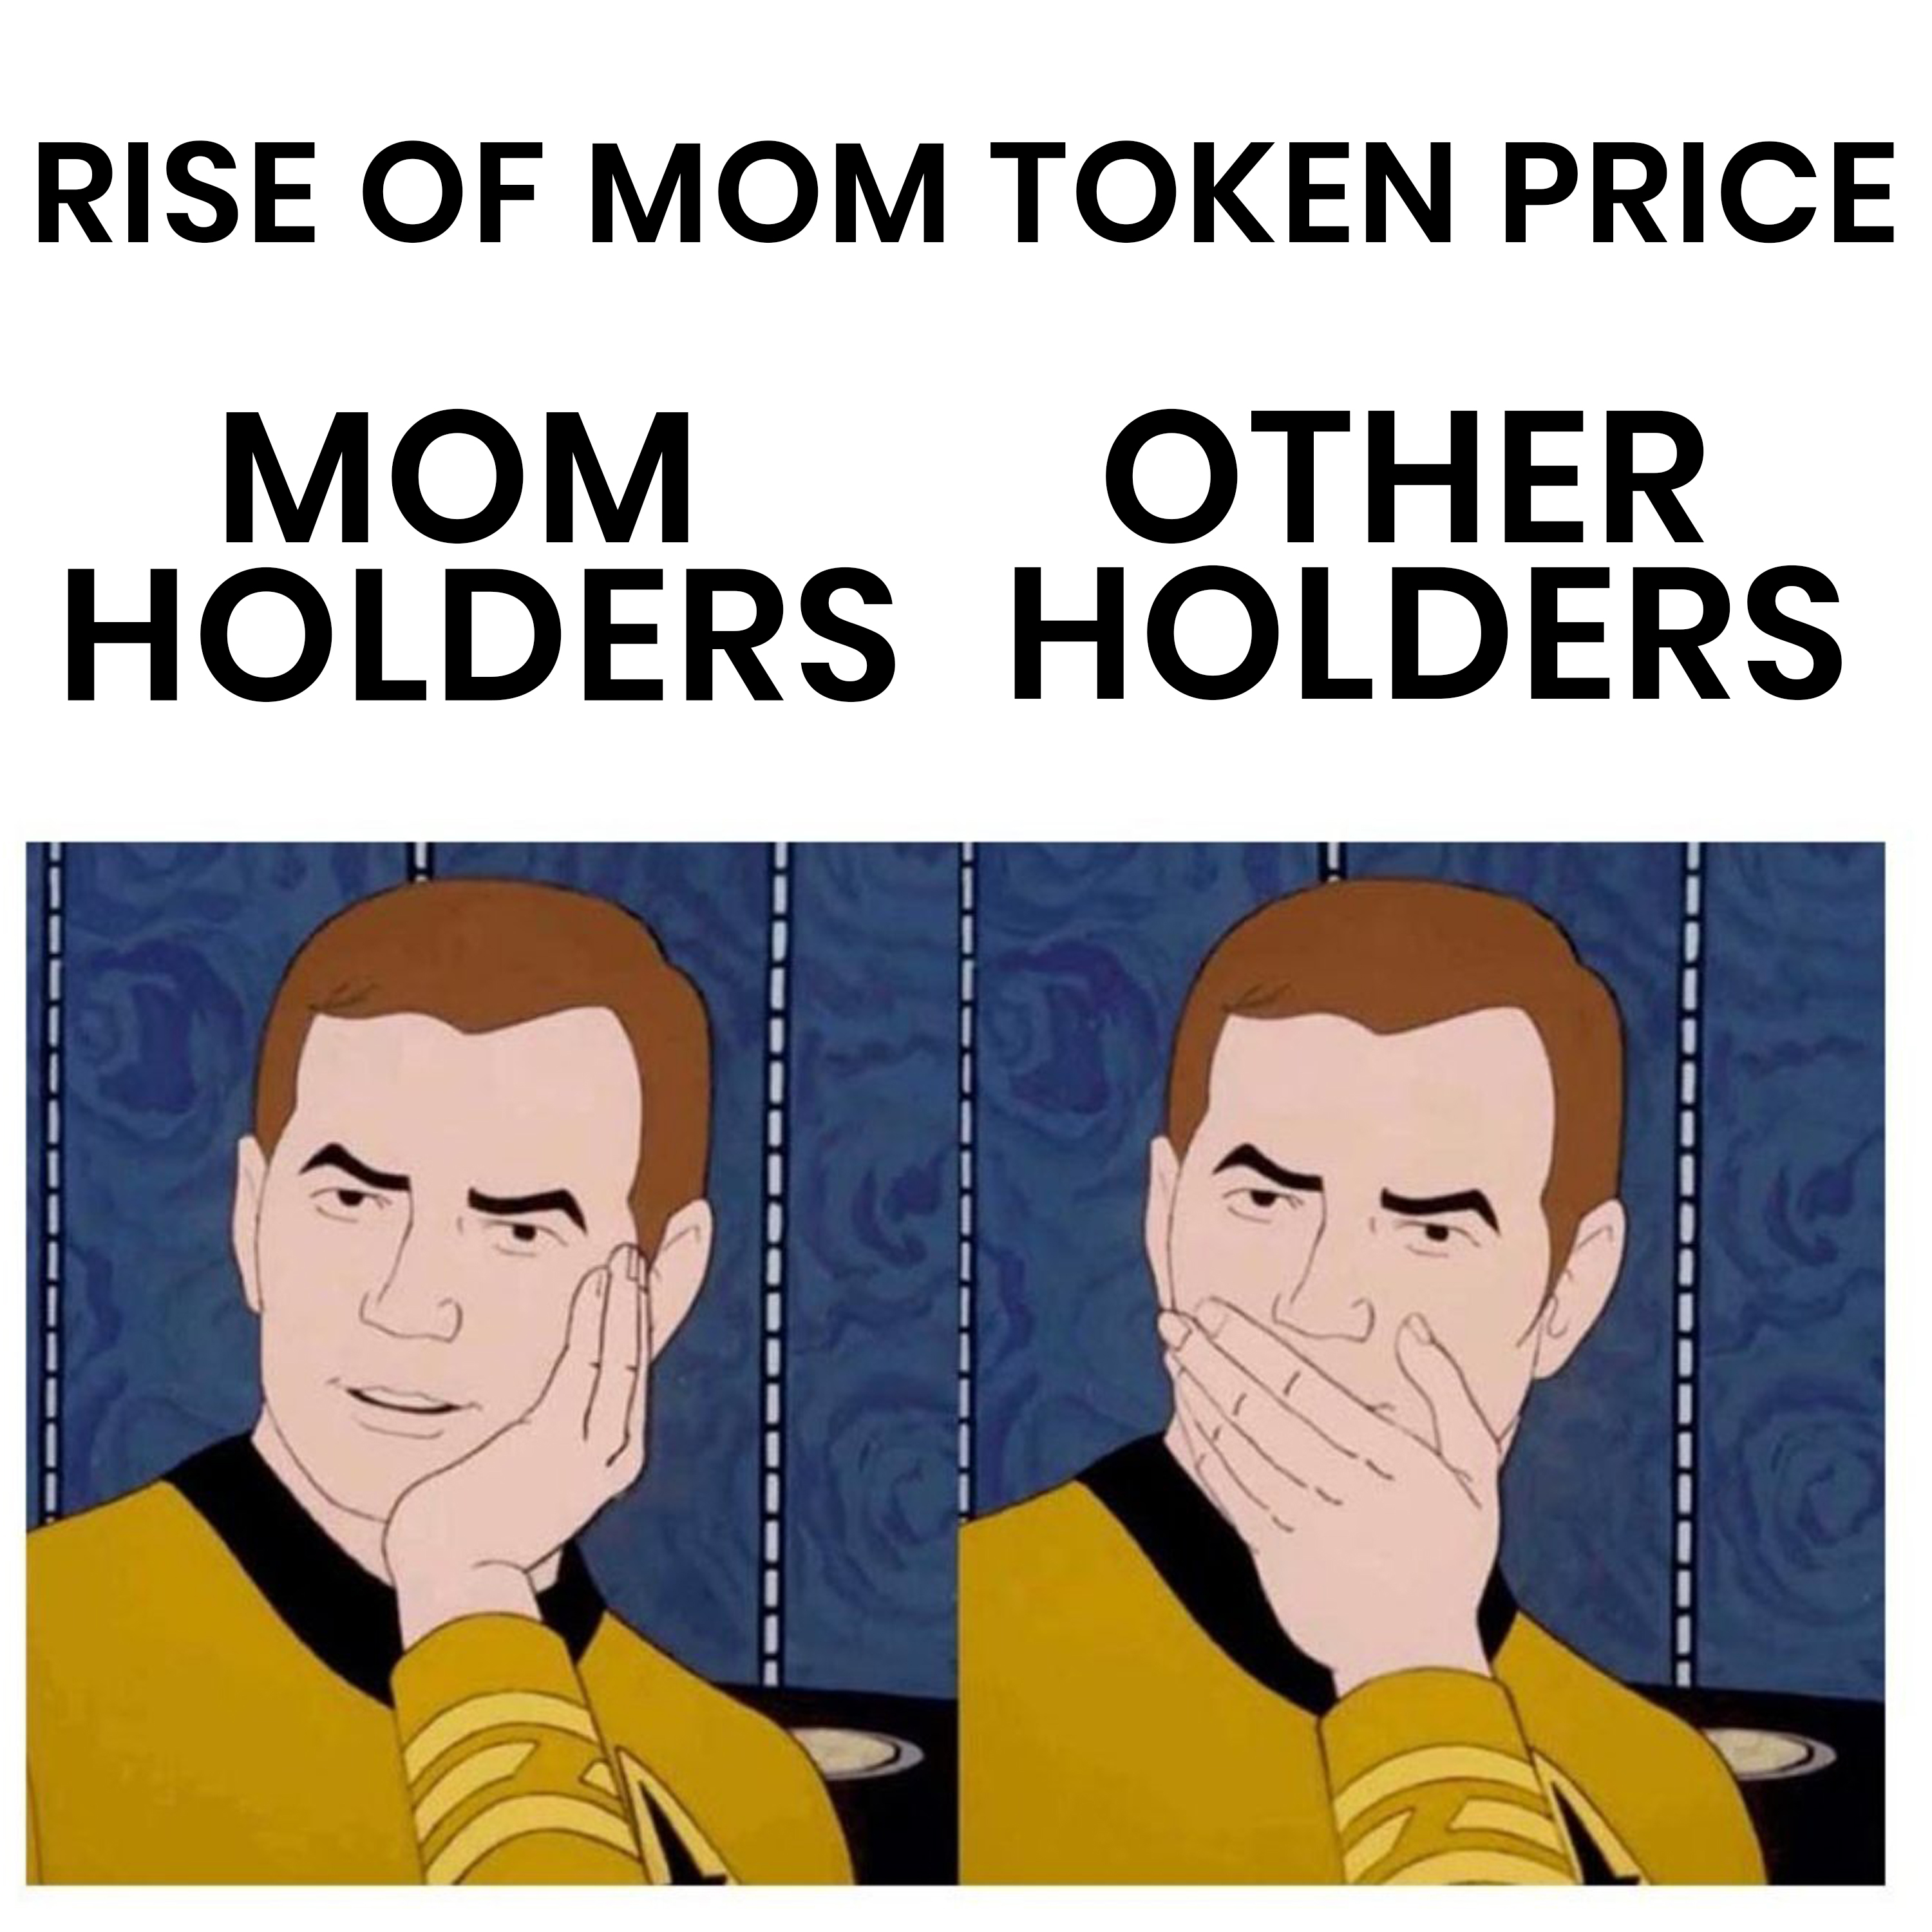 RISE OF MOM TOKEN PRICE
MOM
HOLDERS
OTHER
HOLDERS